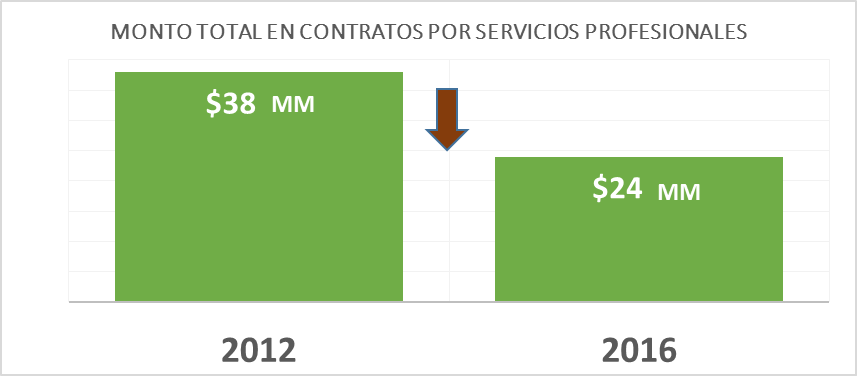 MONTO TOTAL EN CONTRATOS POR SERVICIOS PROFESIONALES
$38 MM
$24 MM
2012 2016